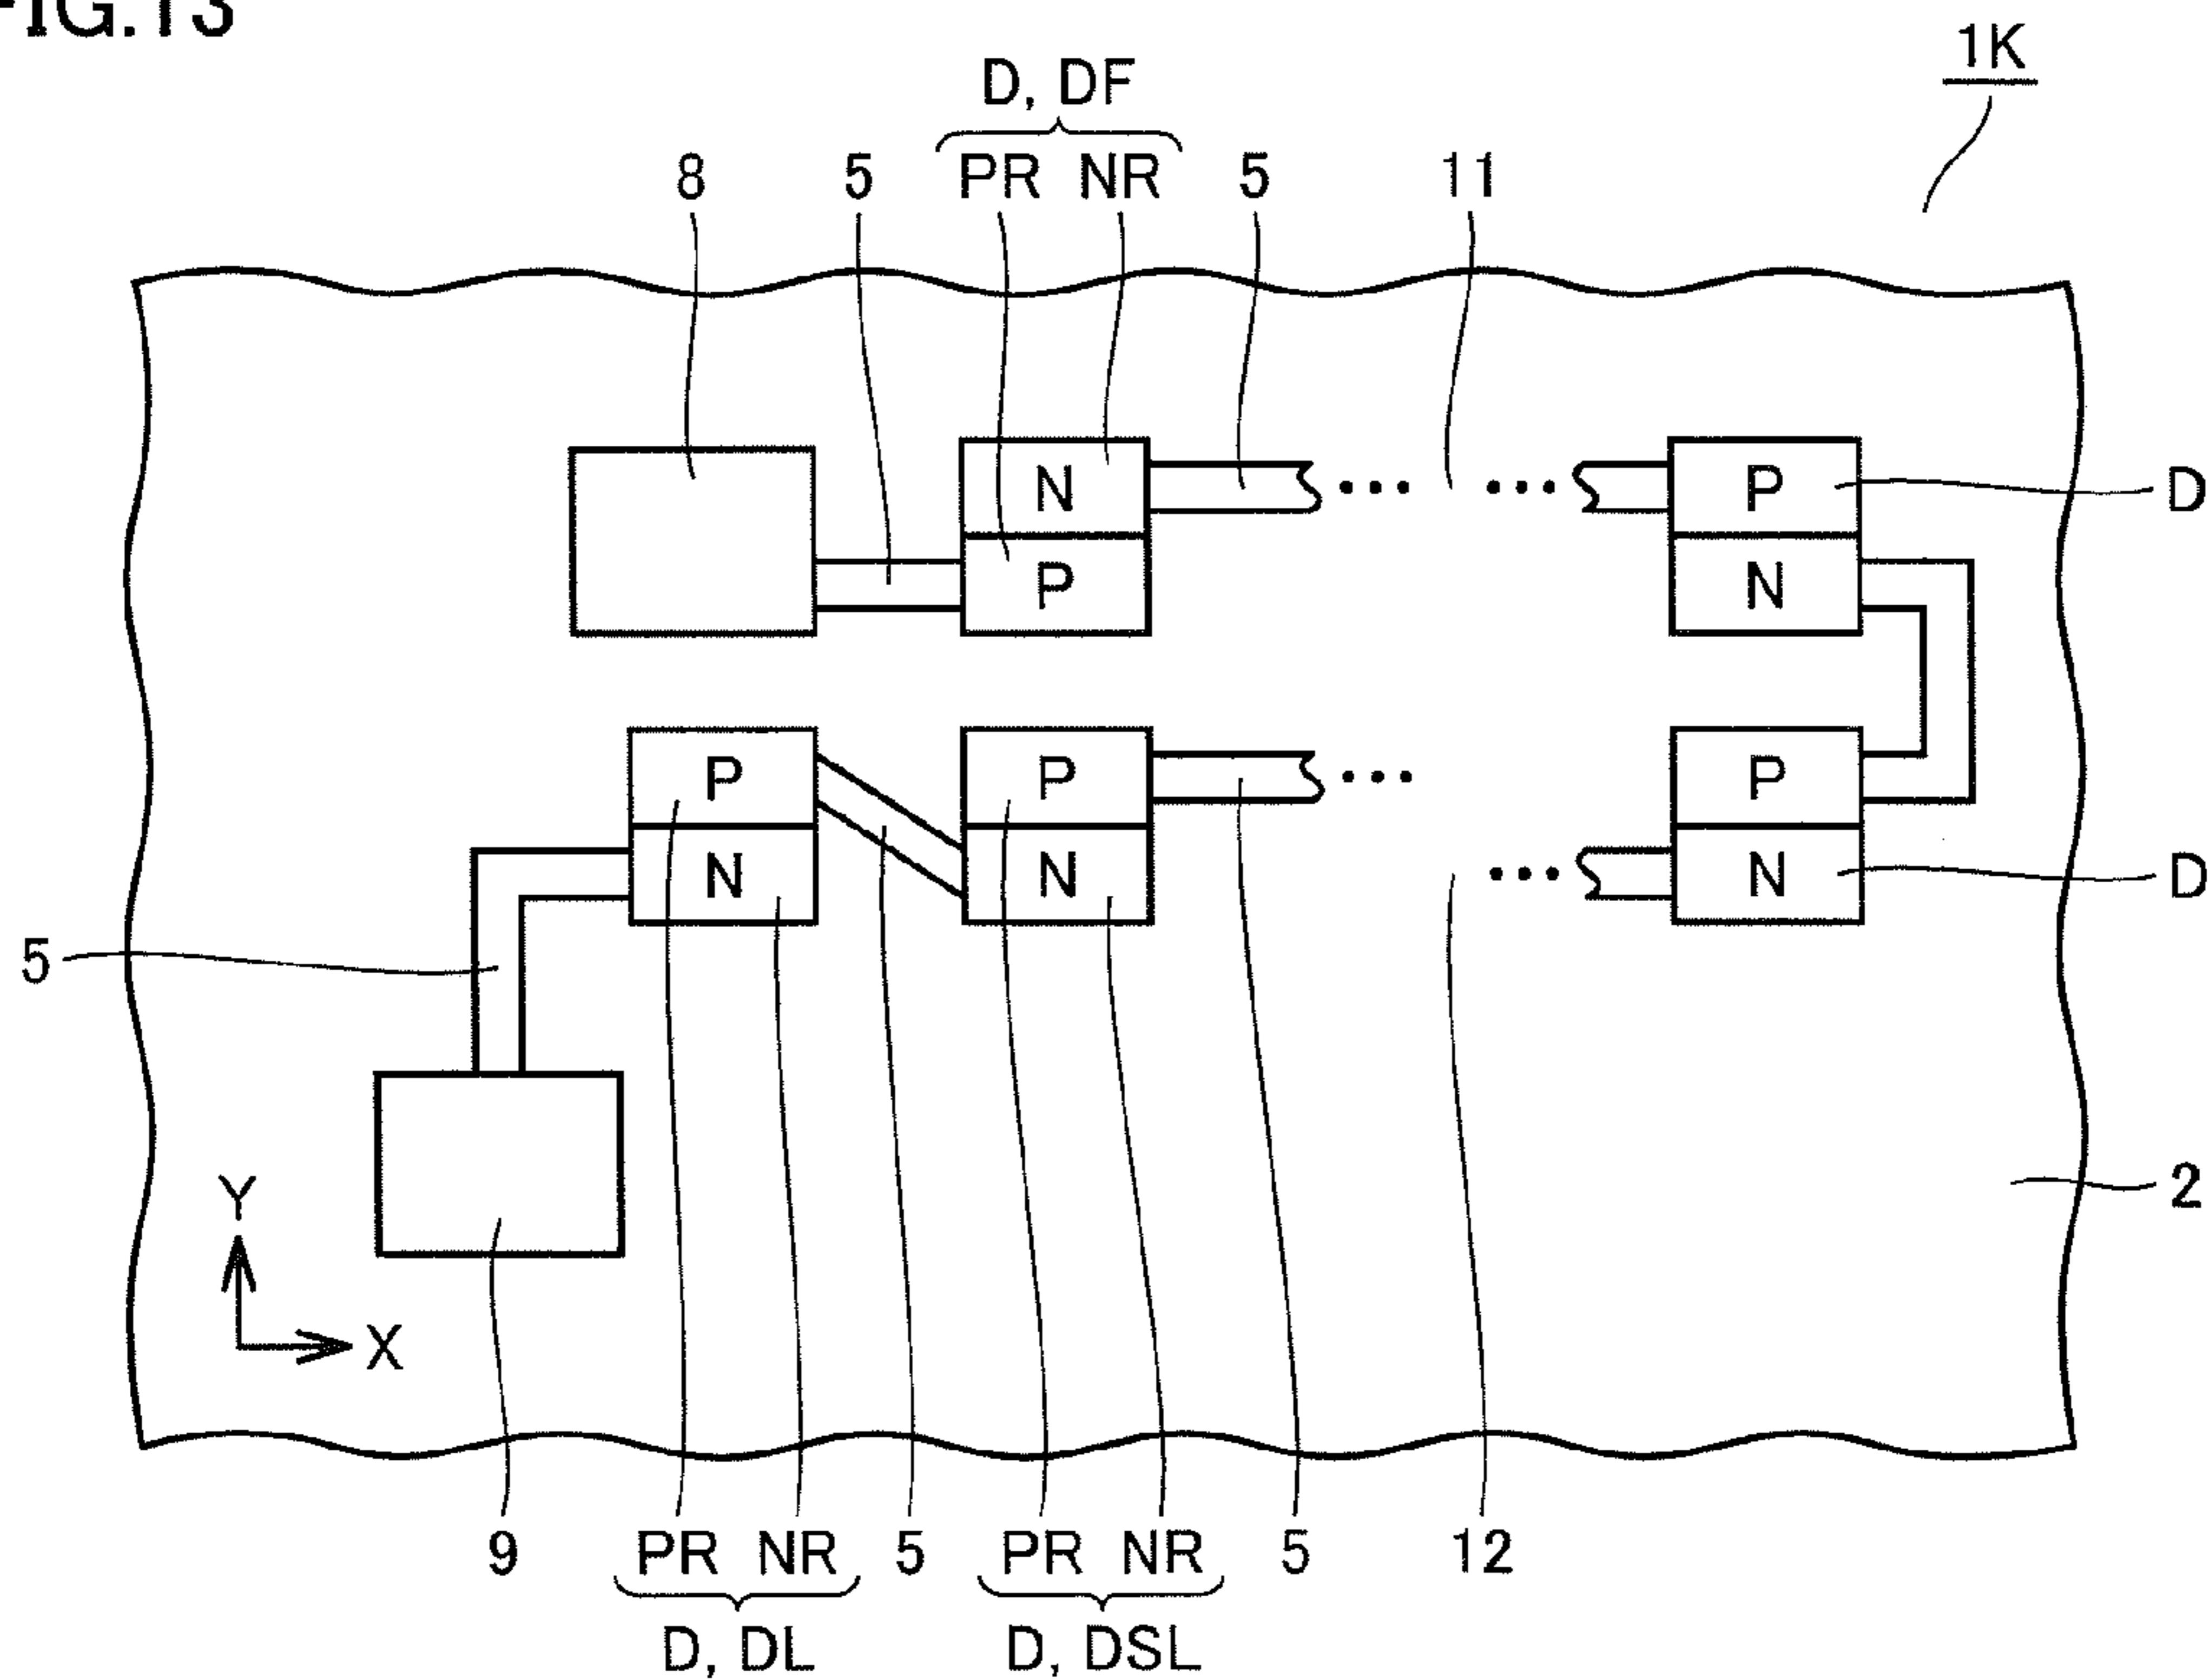 FIG.13
1K
D, DF
8 5 PR NR 5 11
N ... ... P D
P N
P P ... P
N N ... N D
5
Y
2
X
9 PR NR 5 PR NR 5 12
D, DL D, DSL